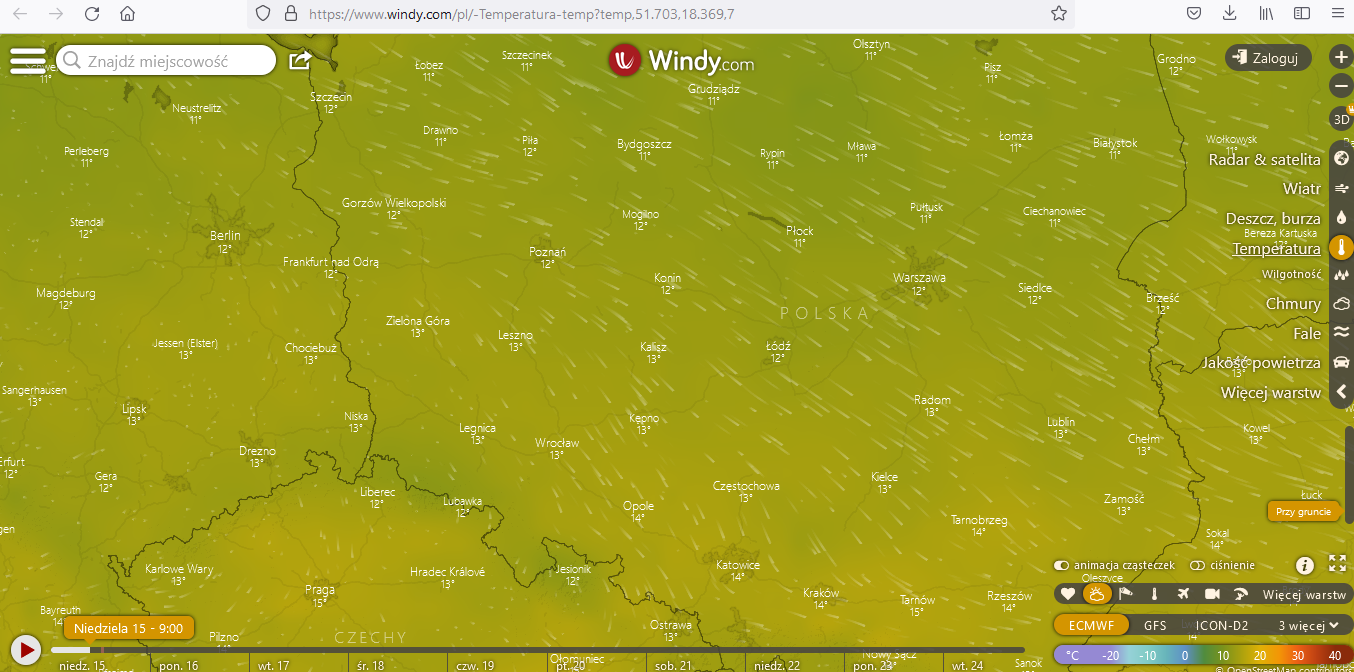 https://www.windy.com/pl/-Temperatura-temp?temp,51.703,18.369,7
Znajdź miejscowość
Windy.com
Zaloguj
3D
11°
Łobez
11°
Szczecinek
11°
Olsztyn
11°
Pisz
11°
Grodno
12°
Neustrelitz
11°
Szczecin
12°
Grudziądz
11°
Drawno
11°
Piła
12°
Bydgoszcz
11°
Rypin
11°
Mława
11°
Łomża
11°
Białystok
11°
Wołkowysk
11°
Perleberg
11°
Radar & satelita
Wiatr
Stendal
12°
Berlin
12°
Gorzów Wielkopolski
12°
Mogilno
12°
Płock
11°
Pułtusk
11°
Ciechanowiec
11°
Deszcz, burza
Bereza Kartuska
12°
Temperatura
Frankfurt nad Odrą
12°
Poznań
12°
Konin
12°
Warszawa
12°
Siedlce
12°
Brześć
12°
Wilgotność
Chmury
Fale
Jakość powietrza
13°
Więcej warstw
Magdeburg
12°
POLSKA
Zielona Góra
13°
Leszno
13°
Kalisz
13°
Łódź
12°
Jessen (Elster)
13°
Chociebuż
13°
Sangerhausen
13°
Lipsk
13°
Niska
13°
Legnica
13°
Kępno
13°
Radom
13°
Lublin
13°
Chełm
13°
Kowel
13°
Drezno
13°
Wrocław
13°
Erfurt
12°
Gera
12°
Liberec
12°
Lubawka
12°
Opole
14°
Częstochowa
13°
Kielce
13°
Zamość
13°
Łuck
Przy gruncie
Tarnobrzeg
14°
Sokal
14°
Karlowe Wary
13°
Praga
15°
Hradec Králové
13°
Jesionik
12°
Katowice
14°
Kraków
14°
Tarnów
15°
Rzeszów
14°
animacja cząsteczek
ciśnienie
Oleszyce
Więcej warstw
Bayreuth
14°
Pilzno
14°
CZECHY
Ostrawa
13°
Ołomuniec
Nowy Sącz
13°
Sanok
Niedziela 15 - 9:00
ECMWF
GFS
ICON-D2
3 więcej
niedz. 15
pon. 16
wt. 17
śr. 18
czw. 19
pt. 20
sob. 21
niedz. 22
pon. 23
wt. 24
°C
-20
-10
0
10
20
30
40
© OpenStreetMap contributors